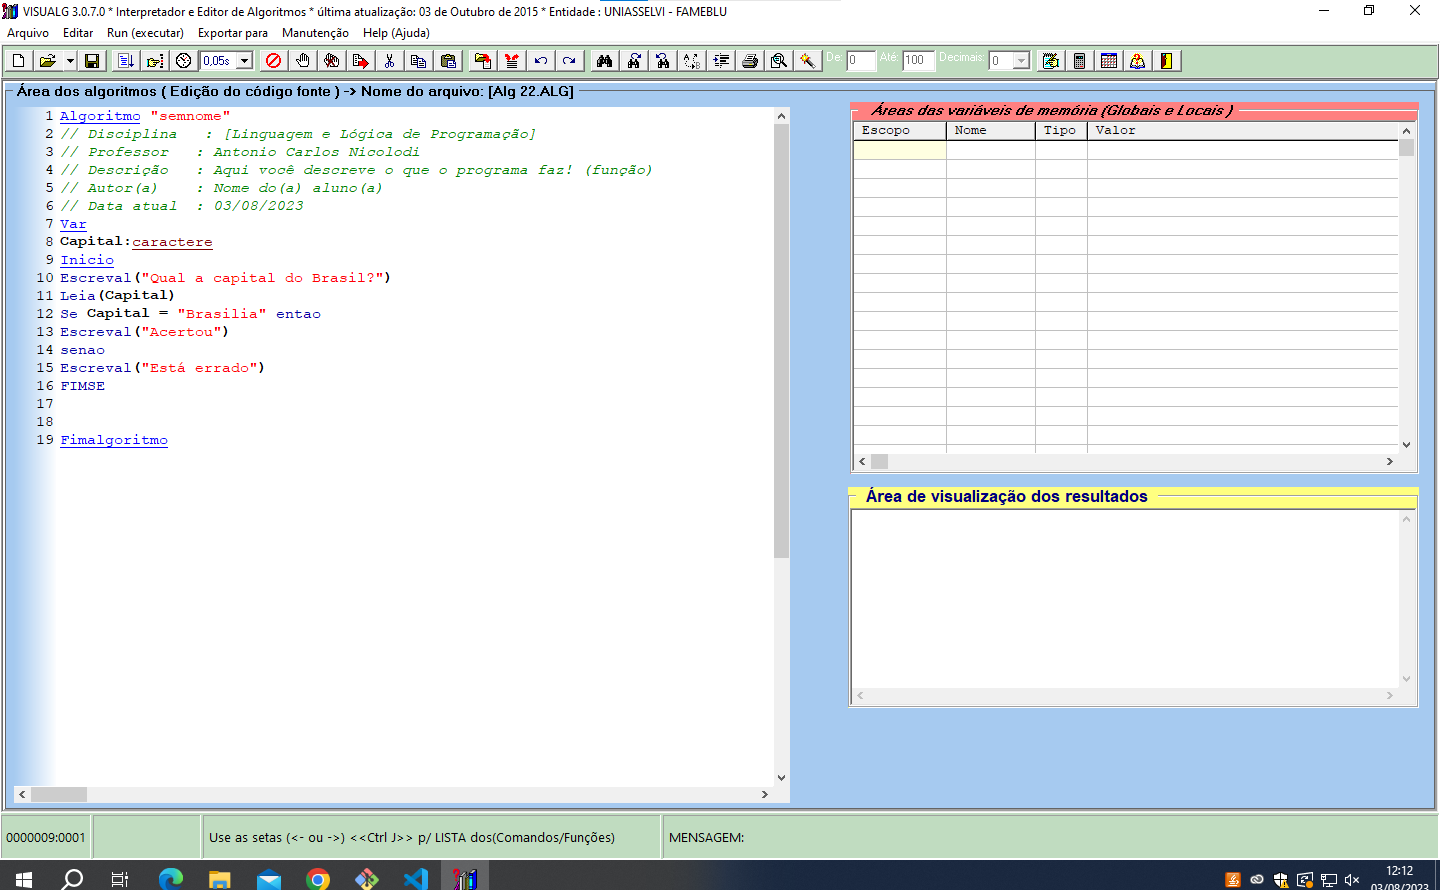 VISUALG 3.0.7.0 * Interpretador e Editor de Algoritmos * última atualização: 03 de Outubro de 2015 * Entidade : UNIASSELVI - FAMEBLU
Arquivo Editar Run (executar) Exportar para Manutenção Help (Ajuda)
0,05s De: 0 Até: 100 Decimais: 0
Área dos algoritmos ( Edição do código fonte ) -> Nome do arquivo: [Alg 22.ALG]
1 Algoritmo "semnome"
2 // Disciplina   : [Linguagem e Lógica de Programação]
3 // Professor   : Antonio Carlos Nicolodi
4 // Descrição   : Aqui você descreve o que o programa faz! (função)
5 // Autor(a)    : Nome do(a) aluno(a)
6 // Data atual  : 03/08/2023
7 Var
8 Capital:caractere
9 Inicio
10 Escreval("Qual a capital do Brasil?")
11 Leia(Capital)
12 Se Capital = "Brasilia" entao
13 Escreval("Acertou")
14 senao
15 Escreval("Está errado")
16 FIMSE
17
18
19 Fimalgoritmo
Áreas das variáveis de memória (Globais e Locais )
Escopo Nome Tipo Valor
Área de visualização dos resultados
0000009:0001 Use as setas (<- ou ->) <<Ctrl J>> p/ LISTA dos(Comandos/Funções) MENSAGEM:
12:12
03/08/2023